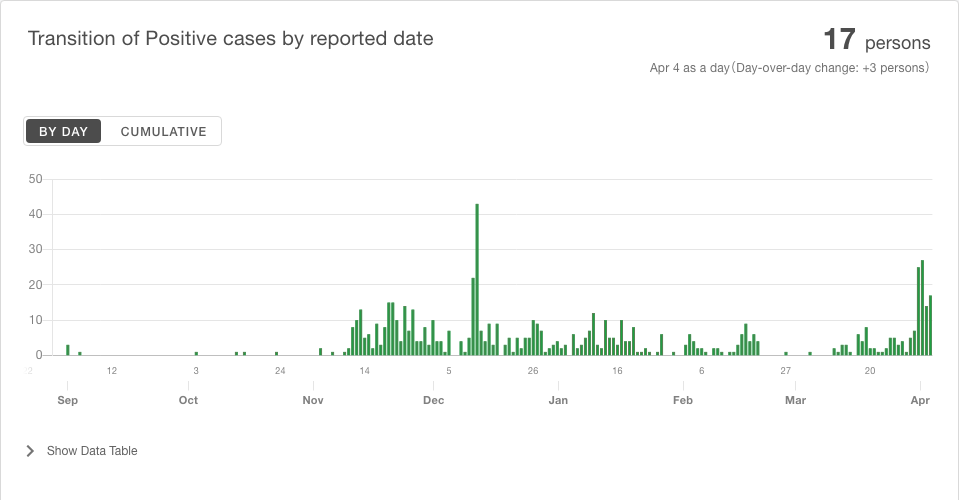 Transition of Positive cases by reported date
17 persons
Apr 4 as a day(Day-over-day change: +3 persons)
BY DAY CUMULATIVE
50
40
30
20
10
0
2 12 3 24 14 5 26 16 6 27 20
Sep Oct Nov Dec Jan Feb Mar Apr
Show Data Table